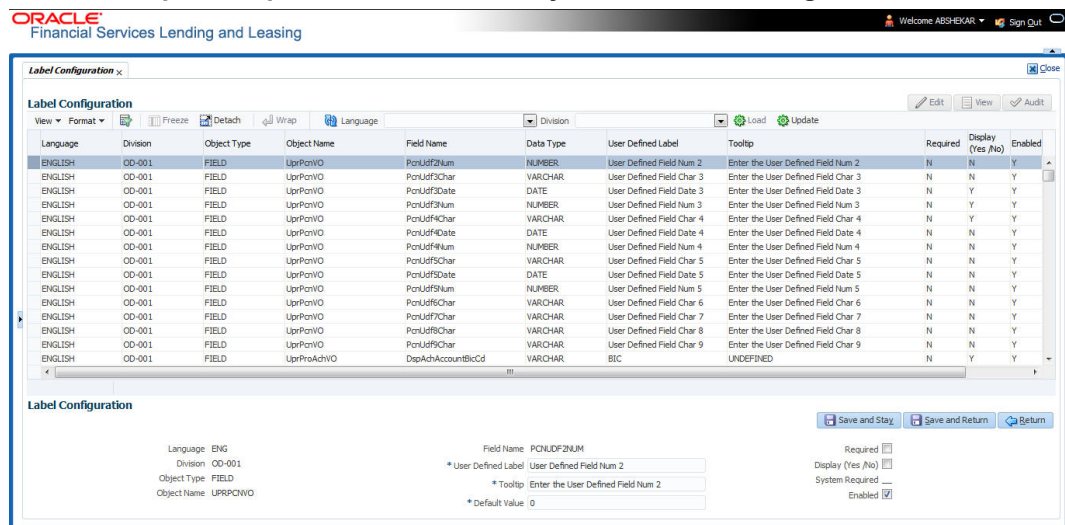 ORACLE
Financial Services Lending and Leasing
Welcome ABSHEKAR Sign Out
Label Configuration x
Close
Label Configuration
Edit View Audit
View Format Freeze Detach Wrap Language Division Load Update
Language Division Object Type Object Name Field Name Data Type User Defined Label Tooltip Required Display (Yes /No) Enabled
ENGLISH OD-001 FIELD UprPcnVO PcnUdf2Num NUMBER User Defined Field Num 2 Enter the User Defined Field Num 2 N N Y
ENGLISH OD-001 FIELD UprPcnVO PcnUdf3Char VARCHAR User Defined Field Char 3 Enter the User Defined Field Char 3 N N Y
ENGLISH OD-001 FIELD UprPcnVO PcnUdf3Date DATE User Defined Field Date 3 Enter the User Defined Field Date 3 N Y Y
ENGLISH OD-001 FIELD UprPcnVO PcnUdf3Num NUMBER User Defined Field Num 3 Enter the User Defined Field Num 3 N Y Y
ENGLISH OD-001 FIELD UprPcnVO PcnUdf4Char VARCHAR User Defined Field Char 4 Enter the User Defined Field Char 4 N Y Y
ENGLISH OD-001 FIELD UprPcnVO PcnUdf4Date DATE User Defined Field Date 4 Enter the User Defined Field Date 4 N N Y
ENGLISH OD-001 FIELD UprPcnVO PcnUdf4Num NUMBER User Defined Field Num 4 Enter the User Defined Field Num 4 N N Y
ENGLISH OD-001 FIELD UprPcnVO PcnUdf5Char VARCHAR User Defined Field Char 5 Enter the User Defined Field Char 5 N N Y
ENGLISH OD-001 FIELD UprPcnVO PcnUdf5Date DATE User Defined Field Date 5 Enter the User Defined Field Date 5 N N Y
ENGLISH OD-001 FIELD UprPcnVO PcnUdf5Num NUMBER User Defined Field Num 5 Enter the User Defined Field Num 5 N N Y
ENGLISH OD-001 FIELD UprPcnVO PcnUdf6Char VARCHAR User Defined Field Char 6 Enter the User Defined Field Char 6 N N Y
ENGLISH OD-001 FIELD UprPcnVO PcnUdf7Char VARCHAR User Defined Field Char 7 Enter the User Defined Field Char 7 N N Y
ENGLISH OD-001 FIELD UprPcnVO PcnUdf8Char VARCHAR User Defined Field Char 8 Enter the User Defined Field Char 8 N N Y
ENGLISH OD-001 FIELD UprPcnVO PcnUdf9Char VARCHAR User Defined Field Char 9 Enter the User Defined Field Char 9 N N Y
ENGLISH OD-001 FIELD UprProAchVO DspAchAccountBicCd VARCHAR BIC UNDEFINED N Y Y
Label Configuration
Save and Stay Save and Return Return
Language ENG Field Name PCNUDF2NUM Required
Division OD-001 * User Defined Label User Defined Field Num 2 Display (Yes /No)
Object Type FIELD * Tooltip Enter the User Defined Field Num 2 System Required
Object Name UPRPCNVO * Default Value 0 Enabled